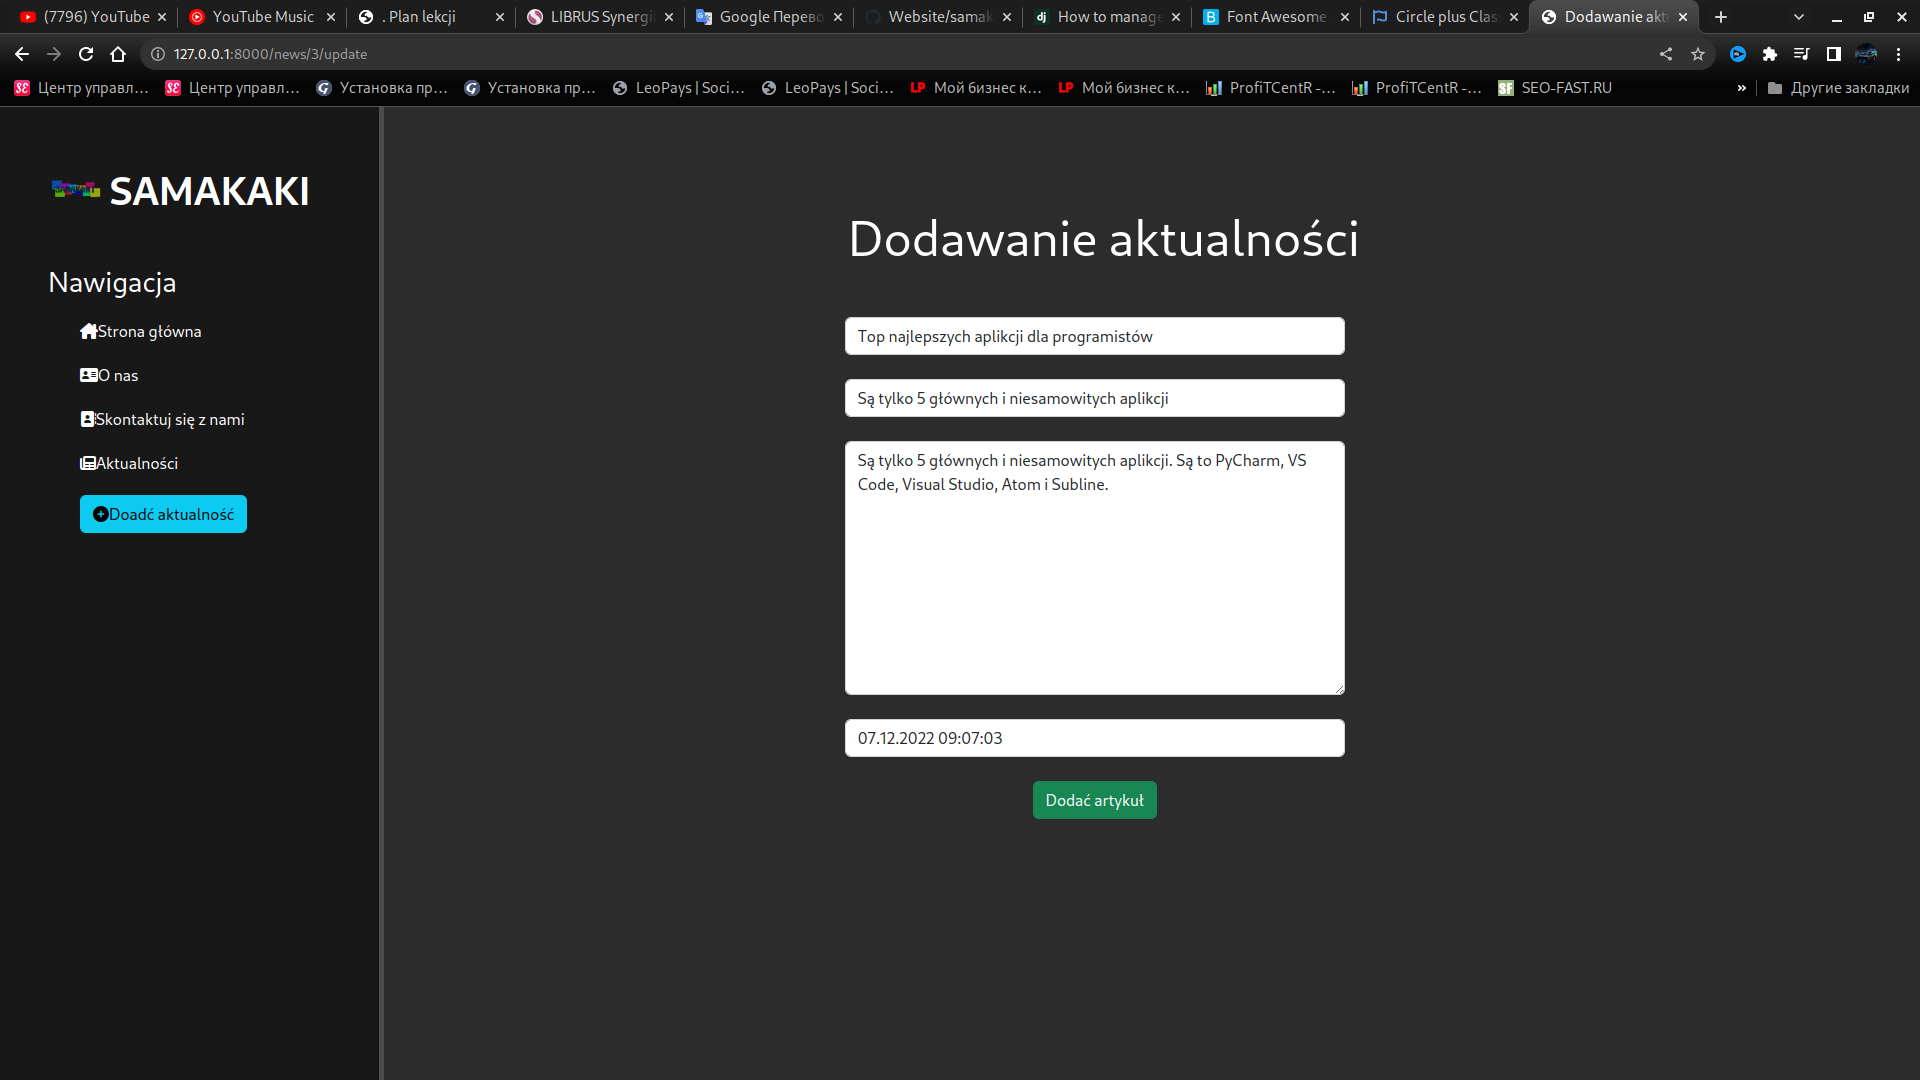 (7796) YouTube
YouTube Music
. Plan lekcji
LIBRUS Synergi
Google Перево
Website/samak
How to manage
Font Awesome
Circle plus Clas
Dodawanie akt
127.0.0.1:8000/news/3/update
Центр управл…
Центр управл…
Установка пр…
Установка пр…
LeoPays | Soci…
LeoPays | Soci…
Мой бизнес к…
Мой бизнес к…
ProfiTCentR -…
ProfiTCentR -…
SEO-FAST.RU
»
Другие закладки
SAMAKAKI
Nawigacja
Strona główna
O nas
Skontaktuj się z nami
Aktualności
Doadć aktualność
Dodawanie aktualności
Top najlepszych aplikcji dla programistów
Są tylko 5 głównych i niesamowitych aplikcji
Są tylko 5 głównych i niesamowitych aplikcji. Są to PyCharm, VS
Code, Visual Studio, Atom i Subline.
07.12.2022 09:07:03
Dodać artykuł